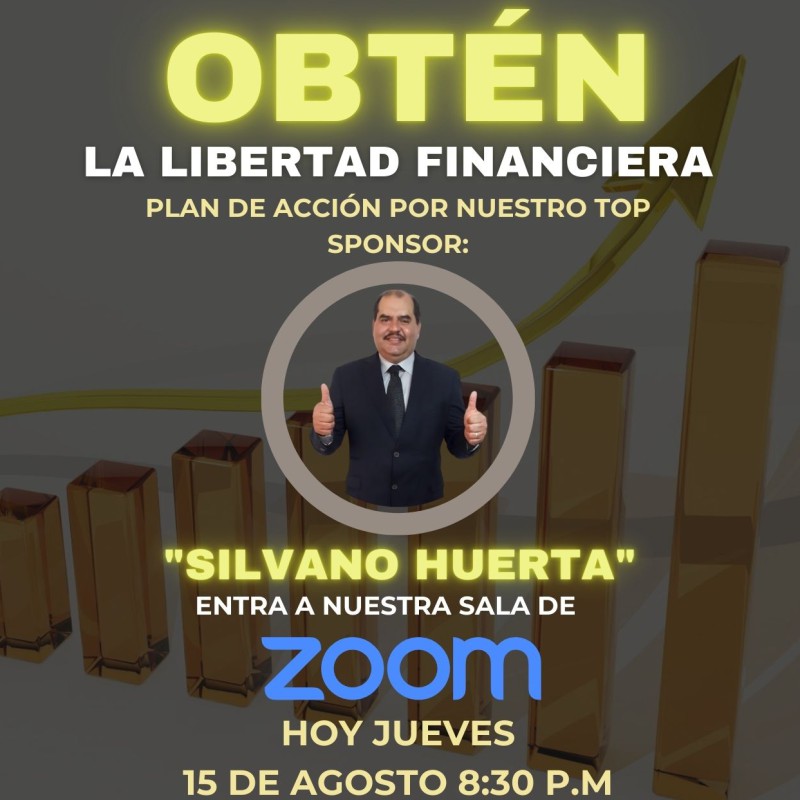 OBTÉN
LA LIBERTAD FINANCIERA
PLAN DE ACCIÓN POR NUESTRO TOP
SPONSOR:
"SILVANO HUERTA"
ENTRA A NUESTRA SALA DE
zoom
HOY JUEVES
15 DE AGOSTO 8:30 P.M